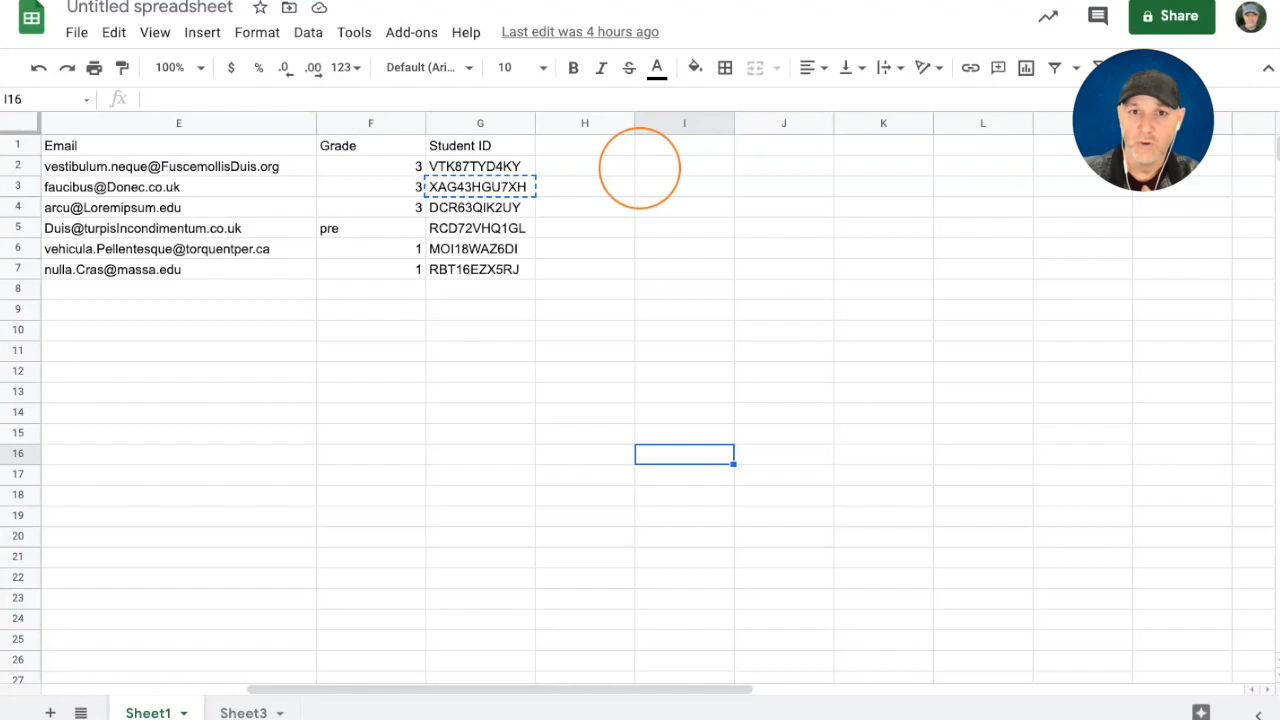 Untitled spreadsheet
Share
File Edit View Insert Format Data Tools Add-ons Help Last edit was 4 hours ago
100% $ % .0 .00 123 Default (Ari... 10 B I S A
I16 fx
E F G H I J K L
1 Email Grade Student ID
2 vestibulum.neque@FuscemollisDuis.org 3 VTK87TYD4KY
3 faucibus@Donec.co.uk 3 XAG43HGU7XH
4 arcu@Loremipsum.edu 3 DCR63QIK2UY
5 Duis@turpisIncondimentum.co.uk pre RCD72VHQ1GL
6 vehicula.Pellentesque@torquentper.ca 1 MOI18WAZ6DI
7 nulla.Cras@massa.edu 1 RBT16EZX5RJ
8
9
10
11
12
13
14
15
16
17
18
19
20
21
22
23
24
25
26
27
Sheet1 Sheet3